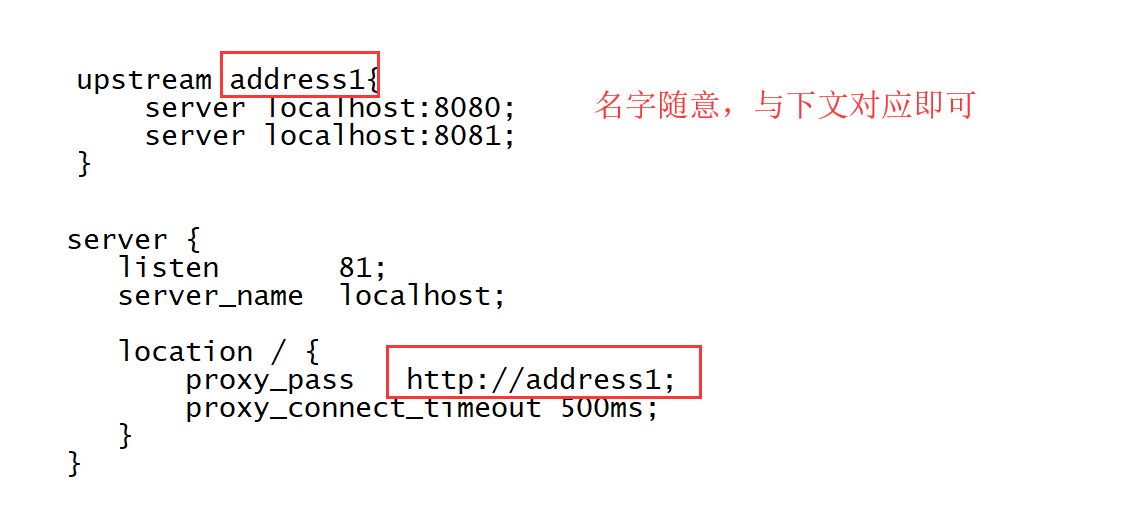 upstream address1{
server localhost:8080;
名字随意，与下文对应即可
server localhost:8081;
}
server {
listen 81;
server_name localhost;
location / {
proxy_pass http://address1;
proxy_connect_timeout 500ms;
}
}